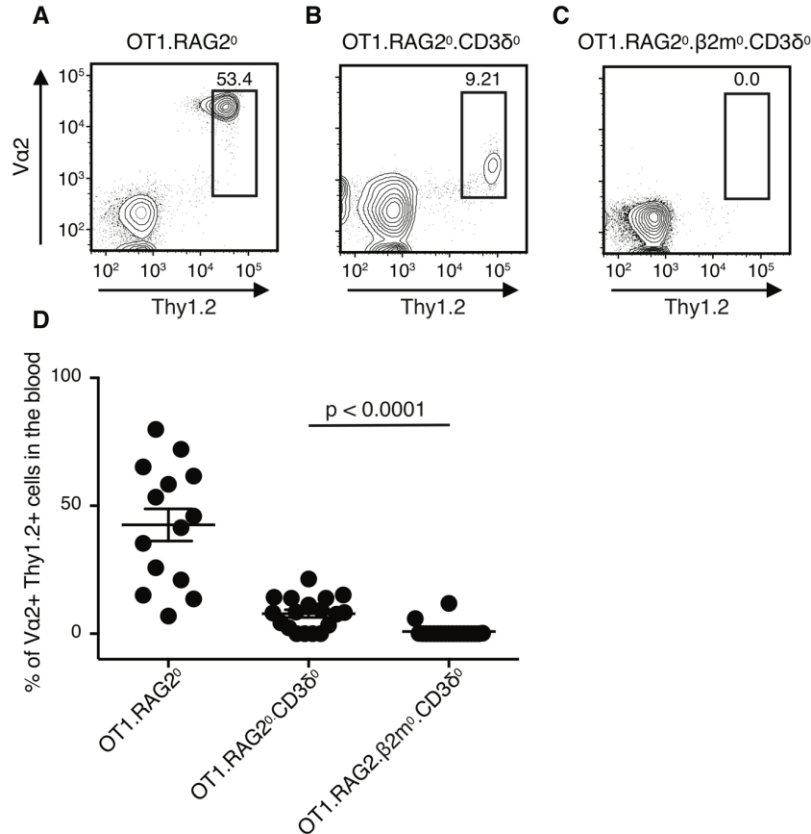 A
OT1.RAG2⁰
53.4
10⁵
10⁴
10³
10²
Vα2
10² 10³ 10⁴ 10⁵
Thy1.2
B
OT1.RAG2⁰.CD3δ⁰
9.21
10² 10³ 10⁴ 10⁵
Thy1.2
C
OT1.RAG2⁰.β2m⁰.CD3δ⁰
0.0
10² 10³ 10⁴ 10⁵
Thy1.2
D
% of Vα2+ Thy1.2+ cells in the blood
100
50
0
p < 0.0001
OT1.RAG2⁰
OT1.RAG2⁰.CD3δ⁰
OT1.RAG2.β2m⁰.CD3δ⁰